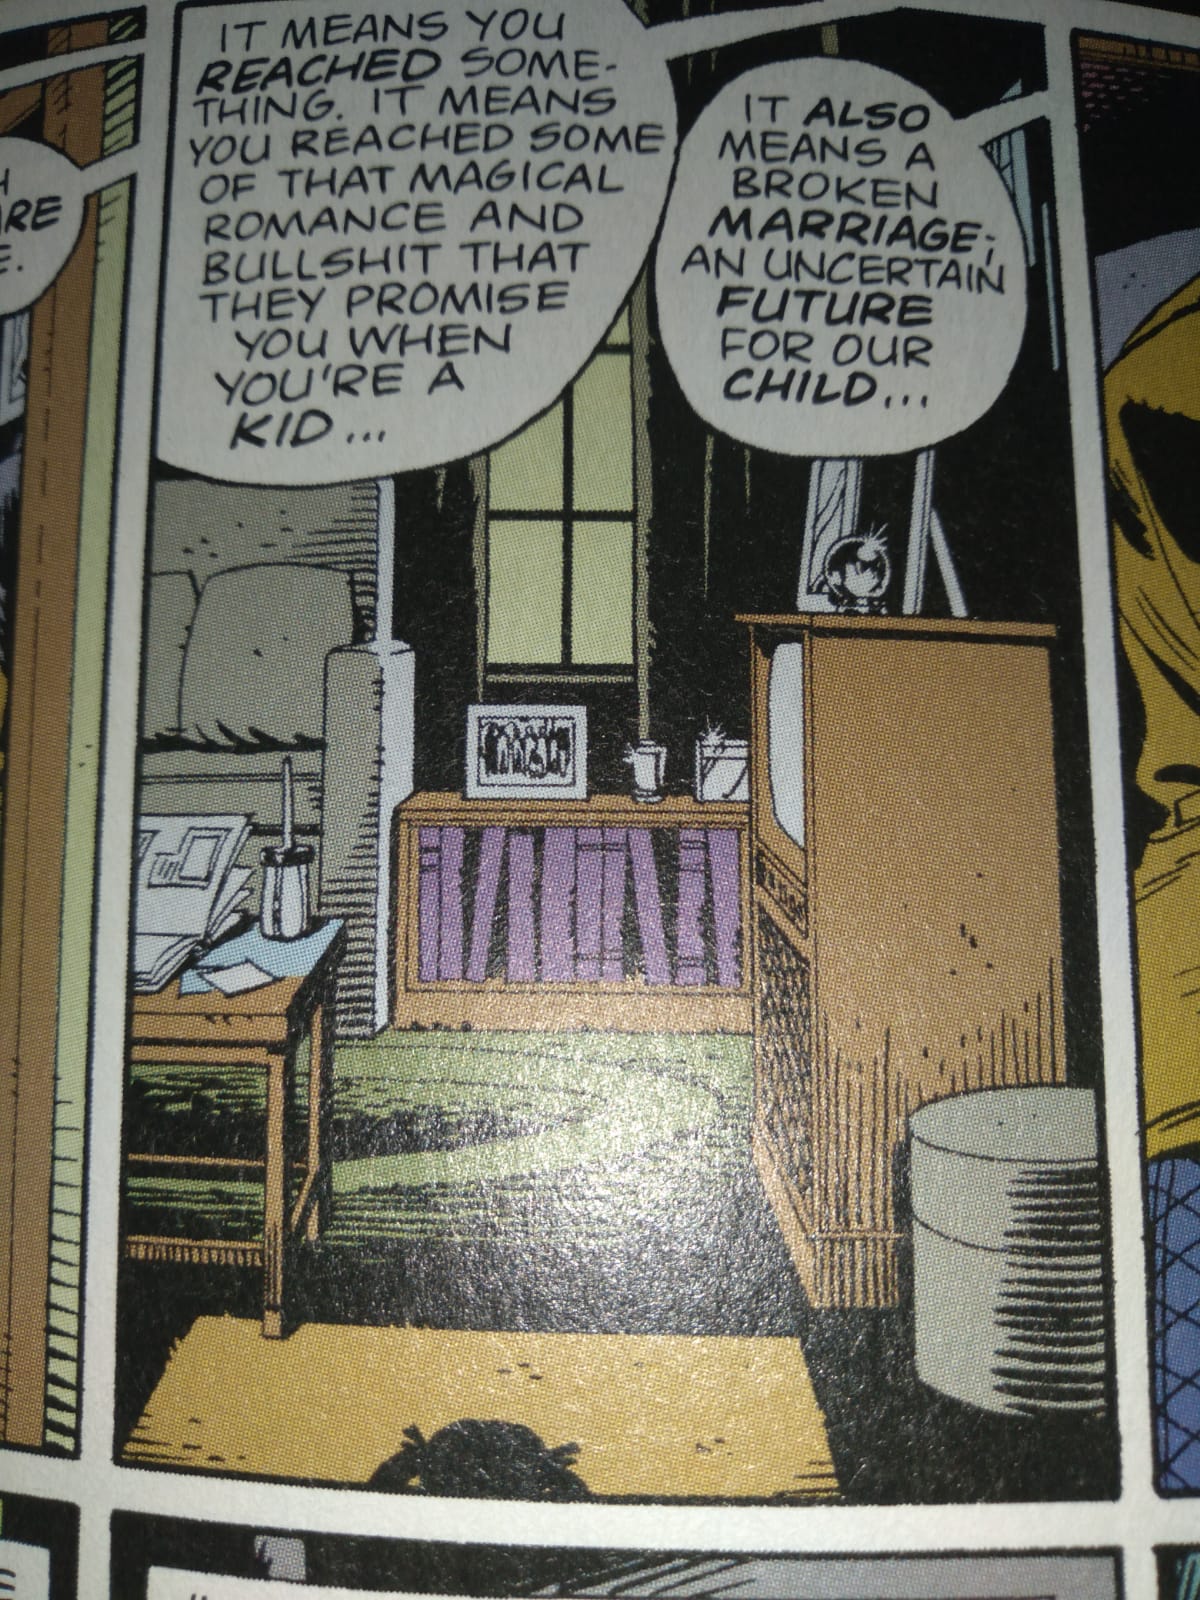 ARE
IT MEANS YOU
REACHED SOME-
THING. IT MEANS
YOU REACHED SOME
OF THAT MAGICAL
ROMANCE AND
BULLSHIT THAT
THEY PROMISE
YOU WHEN
YOU'RE A
KID...
IT ALSO
MEANS A
BROKEN
MARRIAGE;
AN UNCERTAIN
FUTURE
FOR OUR
CHILD...